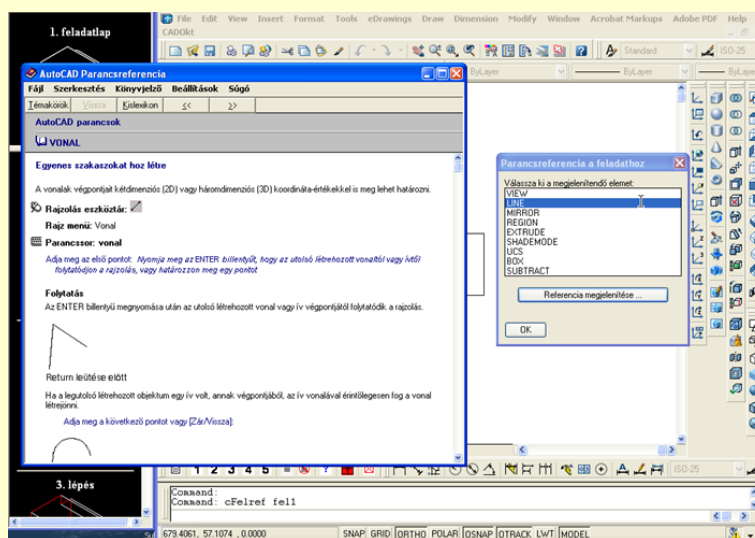 1. feladatlap
File Edit View Insert Format Tools eDrawings Draw Dimension Modify Window Acrobat Markups Adobe PDF Help
CADOkt
Standard
ISO-25
AutoCAD Parancsreferencia
ByLayer
ByLayer
ByLayer
Fájl Szerkesztés Könyvjelző Beállítások Súgó
Témakörök Vissza Kislexikon << >>
AutoCAD parancsok
VONAL
Egyenes szakaszokat hoz létre
A vonalak végpontjait kétdimenziós (2D) vagy háromdimenziós (3D) koordináta-értékekkel is meg lehet határozni.
Rajzolás eszköztár:
Rajz menü: Vonal
Parancssor: vonal
Adja meg az első pontot: Nyomja meg az ENTER billentyűt, hogy az utolsó létrehozott vonaltól vagy ívtől
folytatódjon a rajzolás, vagy határozzon meg egy pontot
Folytatás
Az ENTER billentyű megnyomása után az utolsó létrehozott vonal vagy ív végpontjától folytatódik a rajzolás.
Return leütése előtt
Ha a legutolsó létrehozott objektum egy ív volt, annak végpontjából, az ív vonalával érintőlegesen fog a vonal
létrejönni.
Adja meg a következő pontot vagy [Zár/Vissza]:
Parancsreferencia a feladathoz
Válassza ki a megjelenítendő elemet:
VIEW
LINE
MIRROR
REGION
EXTRUDE
SHADEMODE
UCS
BOX
SUBTRACT
Referencia megjelenítése ...
OK
3. lépés
1 2 3 4 5
ISO-25
Command:
Command: cFelref fel1
679.4061, 57.1074 , 0.0000
SNAP GRID ORTHO POLAR OSNAP OTRACK LWT MODEL